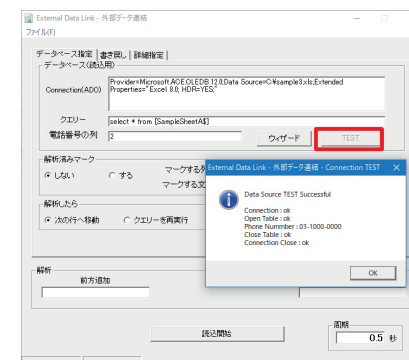 External Data Link - 外部データ連結
ファイル(F)
データベース指定 書き戻し 詳細指定
データベース(読込用)
Connection(ADO)
Provider=Microsoft.ACE.OLEDB.12.0;Data Source=C:¥sample3.xls;Extended
Properties="Excel 8.0; HDR=YES;"
クエリー
select * from [SampleSheetA$]
電話番号の列
2
ウィザード
TEST
解析済みマーク
しない
する
マークする列
マークする文
解析したら
次の行へ移動
クエリーを再実行
External Data Link - 外部データ連結 - Connection TEST
Data Source TEST Successful
Connection : ok
Open Table : ok
Phone Nummber : 03-1000-0000
Close Table : ok
Connection Close : ok
OK
解析
前方追加
読込開始
周期
0.5 秒